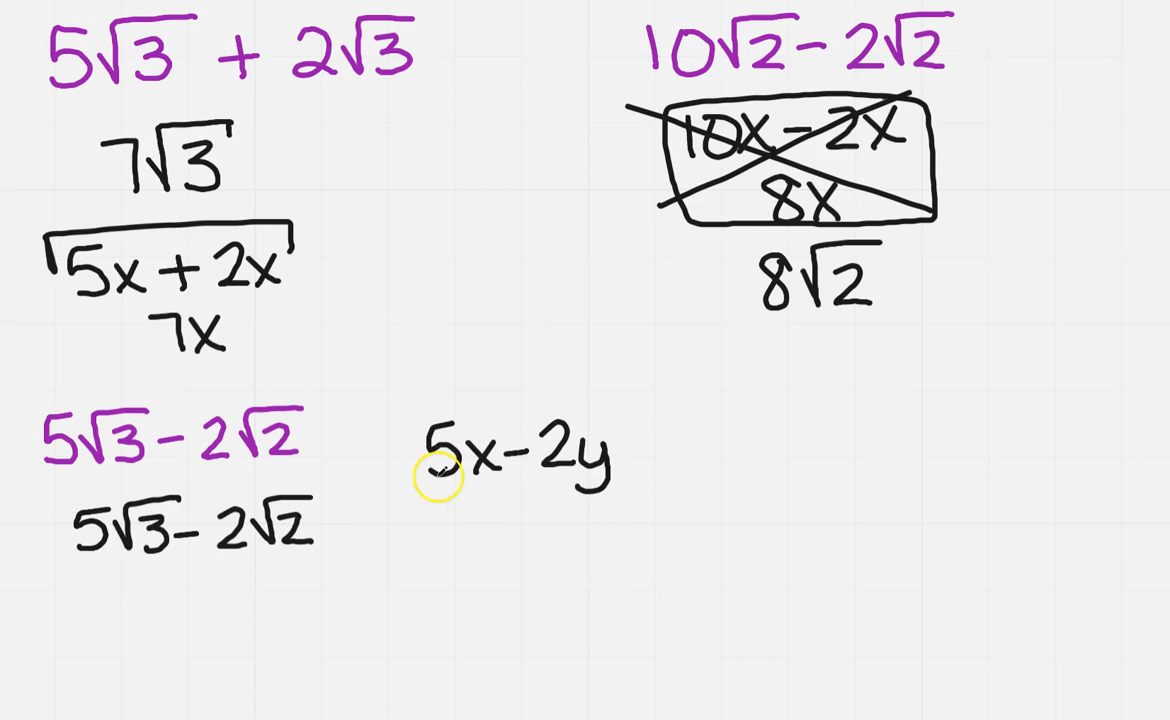 5√3 + 2√3
7√3
5x + 2x
7x
10√2 - 2√2
10x - 2x
8x
8√2
5√3 - 2√2
5√3 - 2√2
5x - 2y